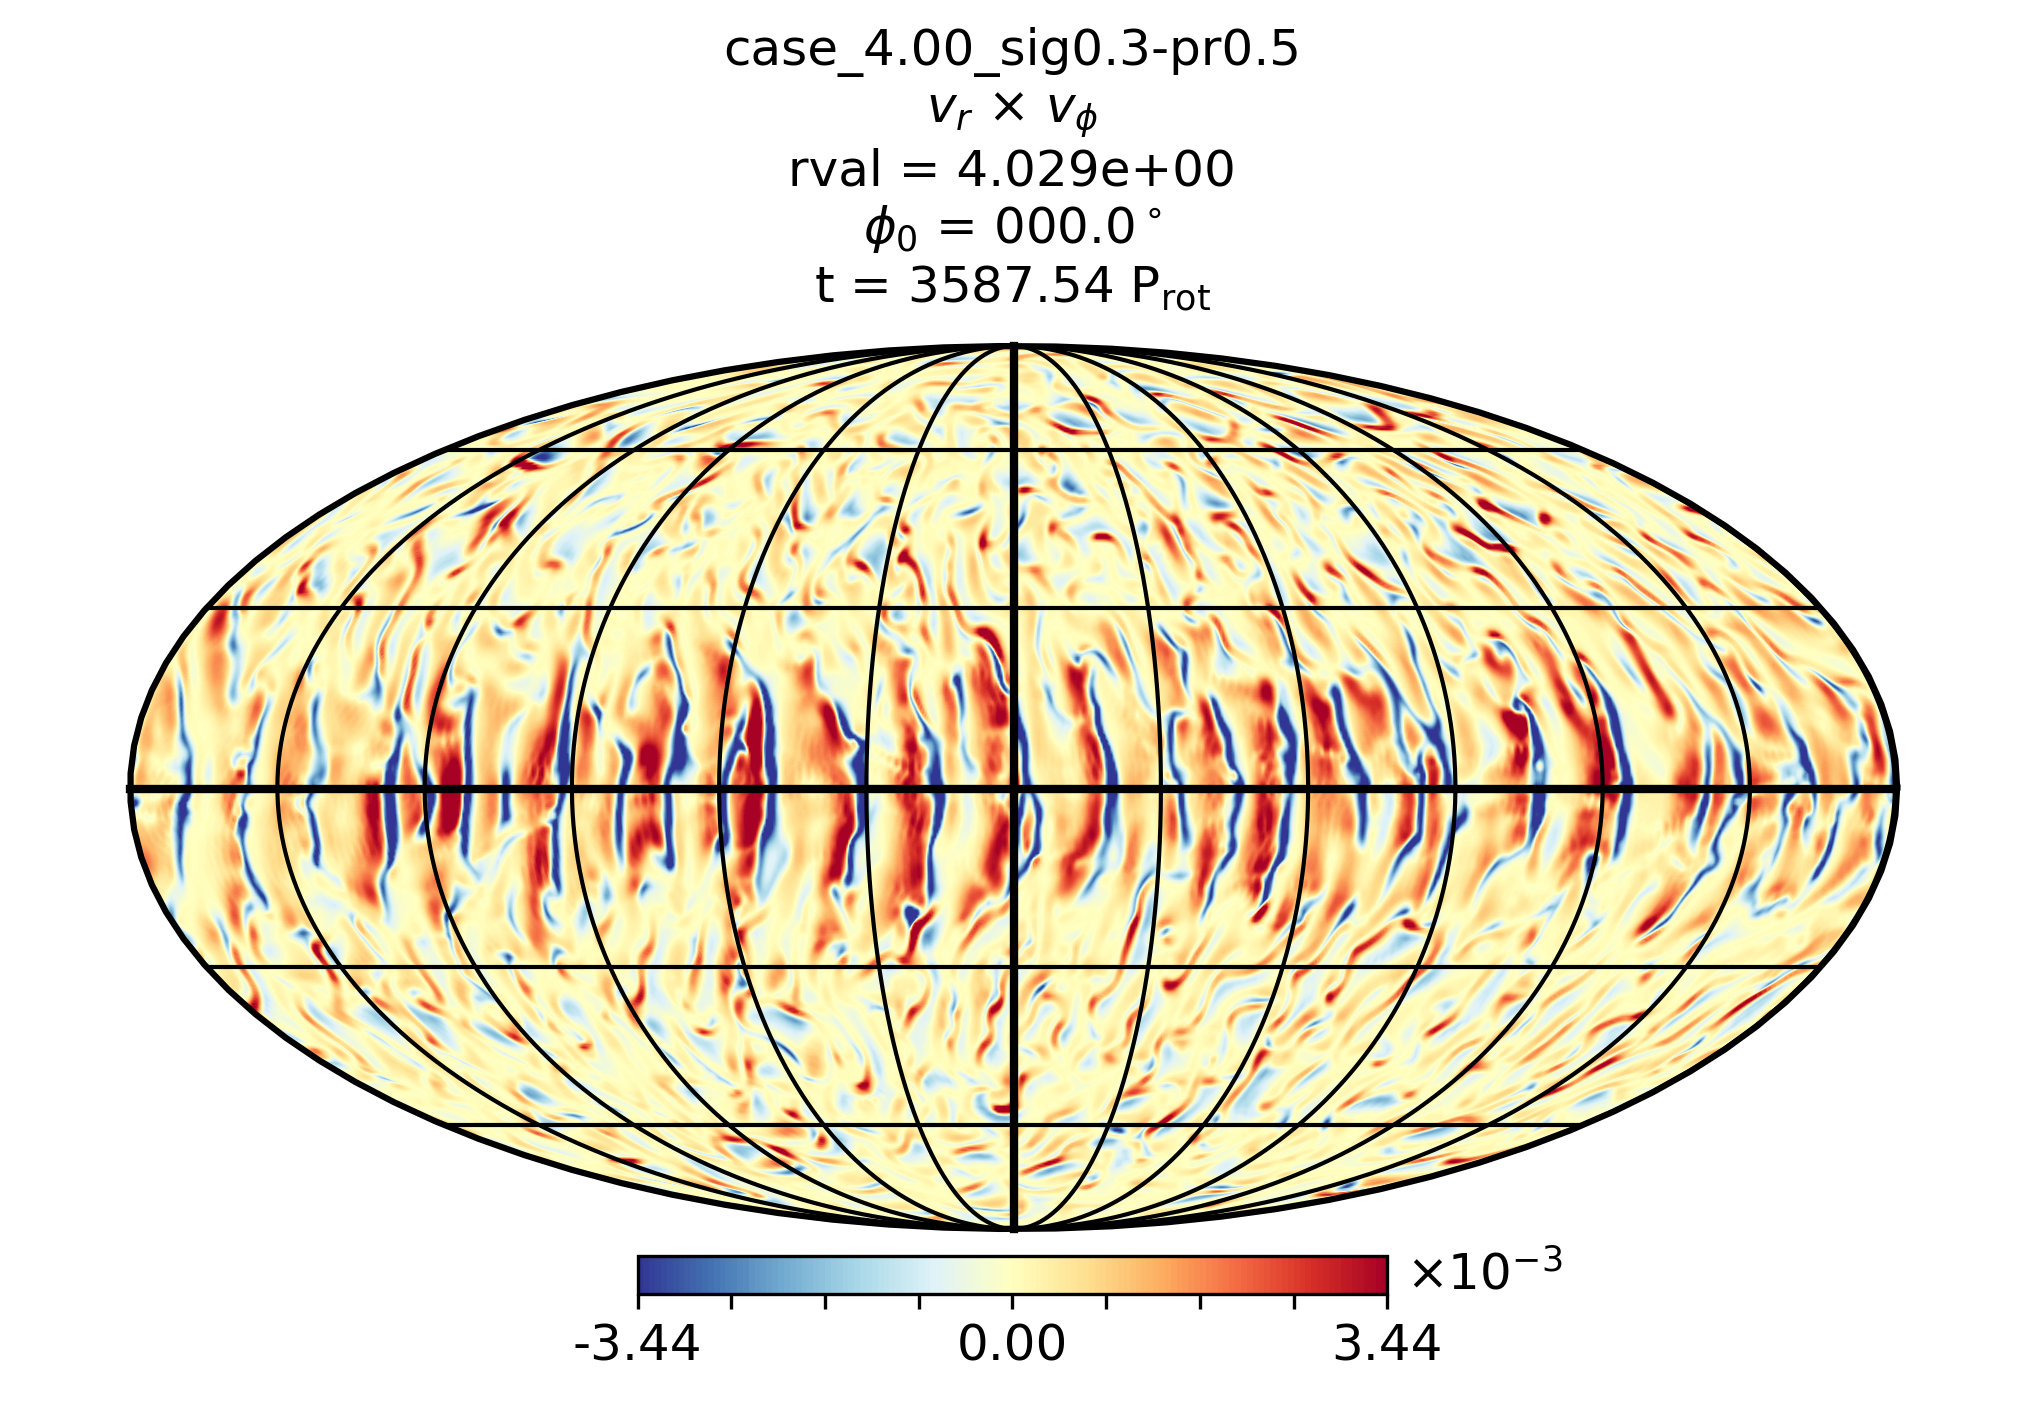 case_4.00_sig0.3-pr0.5
v_r × v_ϕ
rval = 4.029e+00
ϕ_0 = 000.0°
t = 3587.54 P_rot
×10^−3
-3.44 0.00 3.44